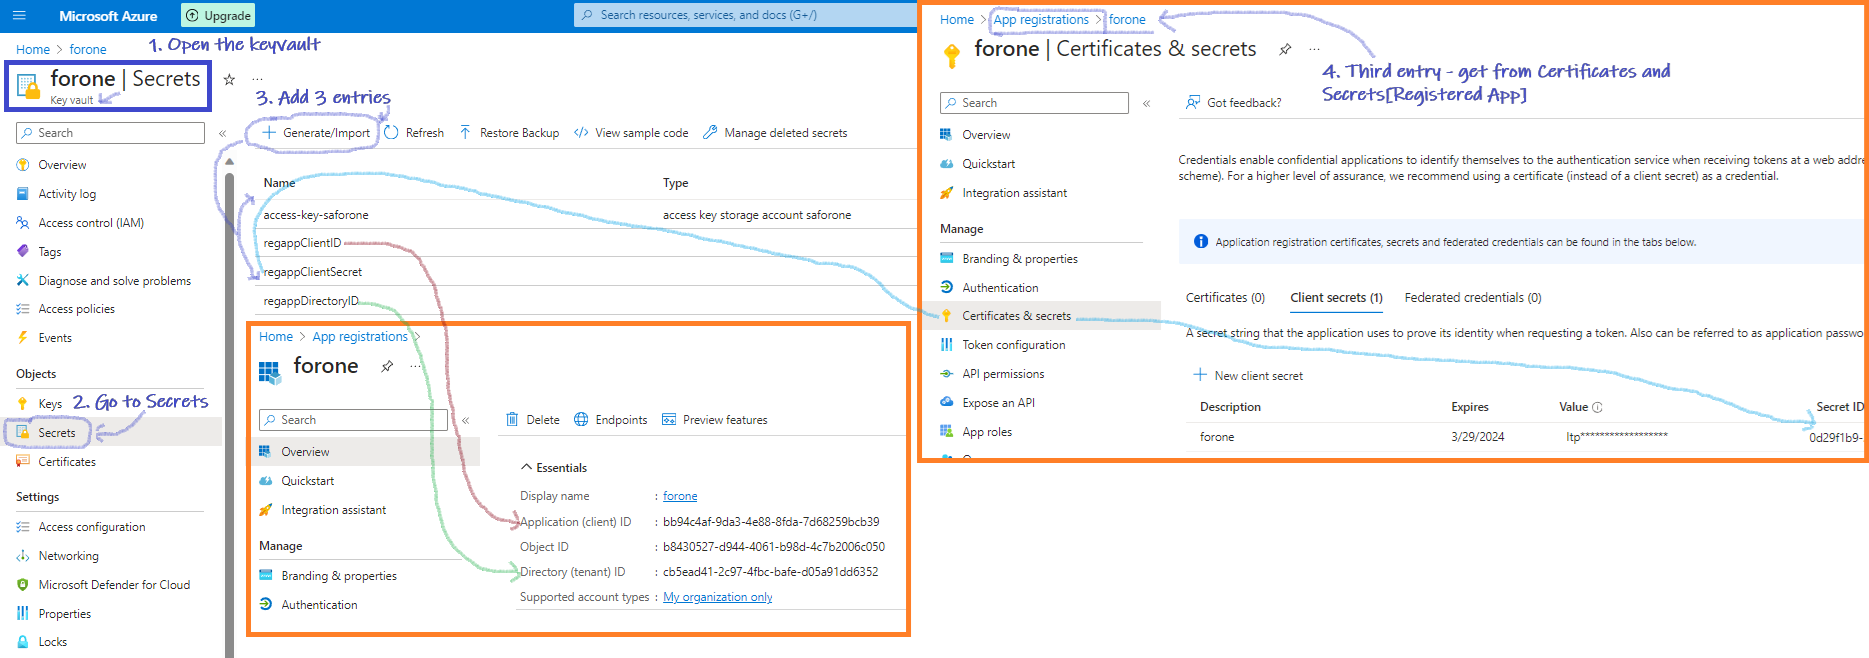 Microsoft Azure
Upgrade
Search resources, services, and docs (G+/)
Home > forone
1. Open the keyvault
forone | Secrets
Key vault
3. Add 3 entries
Search
Generate/Import
Refresh
Restore Backup
View sample code
Manage deleted secrets
Overview
Activity log
Access control (IAM)
Tags
Diagnose and solve problems
Access policies
Events
Objects
Keys
2. Go to Secrets
Secrets
Certificates
Settings
Access configuration
Networking
Microsoft Defender for Cloud
Properties
Locks
Name
Type
access-key-saforone
access key storage account saforone
regappClientID
regappClientSecret
regappDirectoryID
Home > App registrations >
forone
Search
Delete
Endpoints
Preview features
Overview
Quickstart
Integration assistant
Manage
Branding & properties
Authentication
Essentials
Display name : forone
Application (client) ID : bb94c4af-9da3-4e88-8fda-7d68259bcb39
Object ID : b8430527-d944-4061-b98d-4c7b2006c050
Directory (tenant) ID : cb5ead41-2c97-4fbc-bafe-d05a91dd6352
Supported account types : My organization only
Home > App registrations > forone
forone | Certificates & secrets
4. Third entry - get from Certificates and
Secrets[Registered App]
Search
Got feedback?
Overview
Quickstart
Integration assistant
Manage
Branding & properties
Authentication
Certificates & secrets
Token configuration
API permissions
Expose an API
App roles
Credentials enable confidential applications to identify themselves to the authentication service when receiving tokens at a web addre
scheme). For a higher level of assurance, we recommend using a certificate (instead of a client secret) as a credential.
Application registration certificates, secrets and federated credentials can be found in the tabs below.
Certificates (0)
Client secrets (1)
Federated credentials (0)
A secret string that the application uses to prove its identity when requesting a token. Also can be referred to as application passwo
New client secret
Description
Expires
Value
Secret ID
forone
3/29/2024
ltp******************
0d29f1b9-